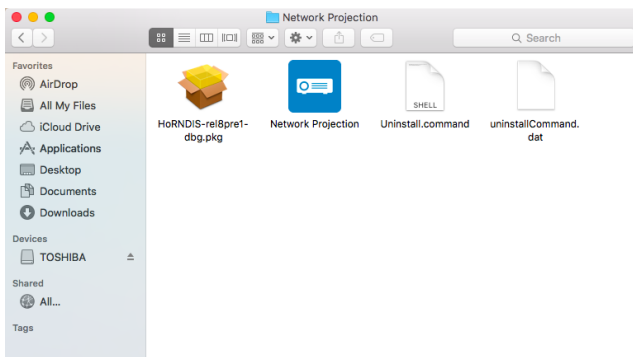 Network Projection
Search
Favorites
AirDrop
All My Files
iCloud Drive
Applications
Desktop
Documents
Downloads
Devices
TOSHIBA
Shared
All...
Tags
HoRNDIS-rel8pre1-
dbg.pkg
Network Projection
SHELL
Uninstall.command
uninstallCommand.
dat